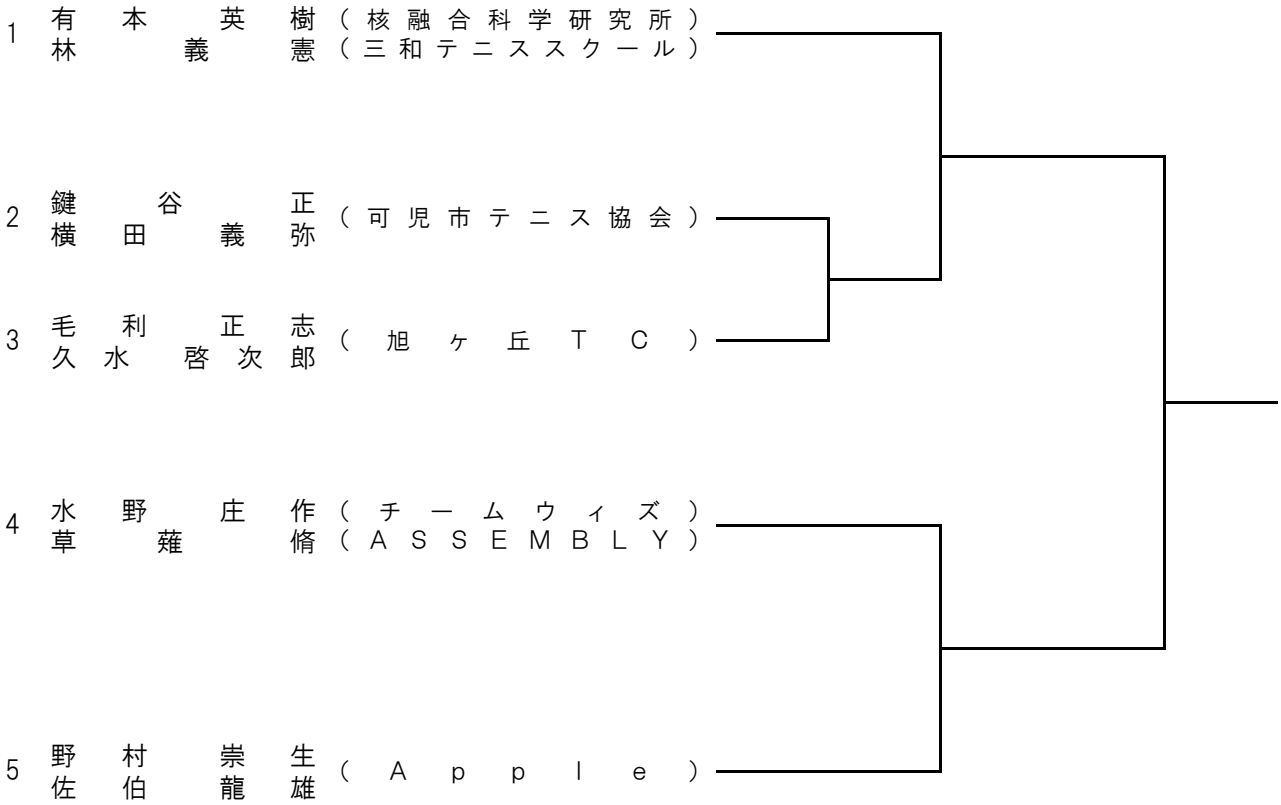 1 有本 英樹 (核融合科学研究所)
林 義憲 (三和テニススクール)
2 鍵谷 正 (可児市テニス協会)
横田 義弥
3 毛利 正志 (旭ヶ丘TC)
久水 啓次郎
4 水野 庄作 (チームウィズ)
草薙 脩 (ASSEMBLY)
5 野村 崇生 (Apple)
佐伯 龍雄